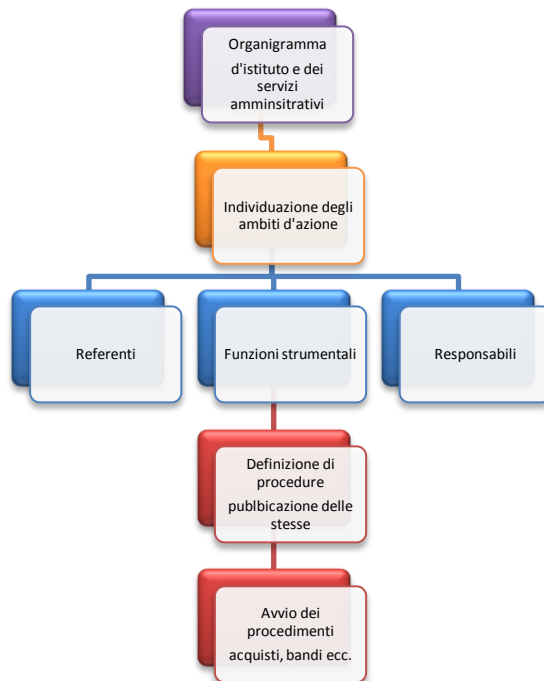 Organigramma
d'istituto e dei
servizi
amminsitrativi
Individuazione degli
ambiti d'azione
Referenti
Funzioni strumentali
Responsabili
Definizione di
procedure
publbicazione delle
stesse
Avvio dei
procedimenti
acquisti, bandi ecc.